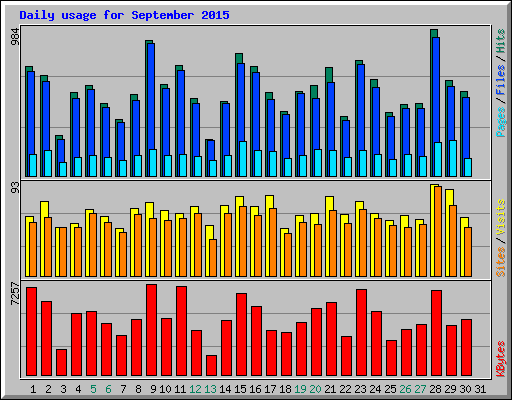 Daily usage for September 2015
984
Pages / Files / Hits
93
Sites / Visits
7257
KBytes
1 2 3 4 5 6 7 8 9 10 11 12 13 14 15 16 17 18 19 20 21 22 23 24 25 26 27 28 29 30 31